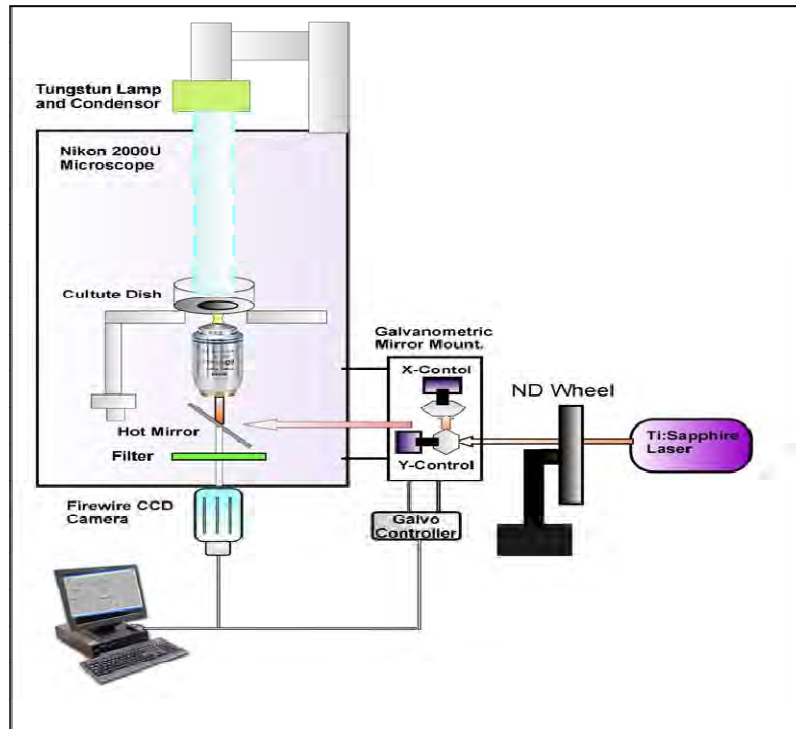 Tungstun Lamp
and Condensor
Nikon 2000U
Microscope
Cultute Dish
Galvanometric
Mirror Mount.
X-Contol
ND Wheel
Hot Mirror
Ti:Sapphire
Laser
Filter
Y-Control
Firewire CCD
Camera
Galvo
Controller